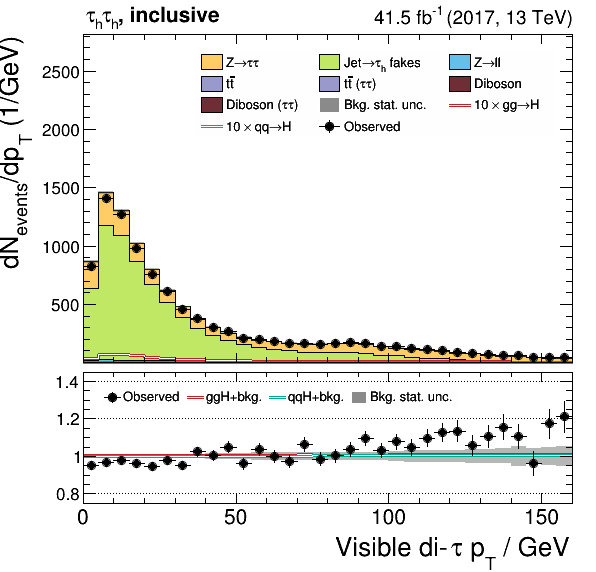 τhτh, inclusive 41.5 fb⁻¹ (2017, 13 TeV)
dN_events/dp_T (1/GeV)
Z→ττ Jet→τh fakes Z→ll
tt̄ tt̄ (ττ) Diboson
Diboson (ττ) Bkg. stat. unc. 10 × gg→H
10 × qq→H Observed
2500
2000
1500
1000
500
1.4
Observed ggH+bkg. qqH+bkg. Bkg. stat. unc.
1.2
1
0.8
0 50 100 150
Visible di-τ p_T / GeV